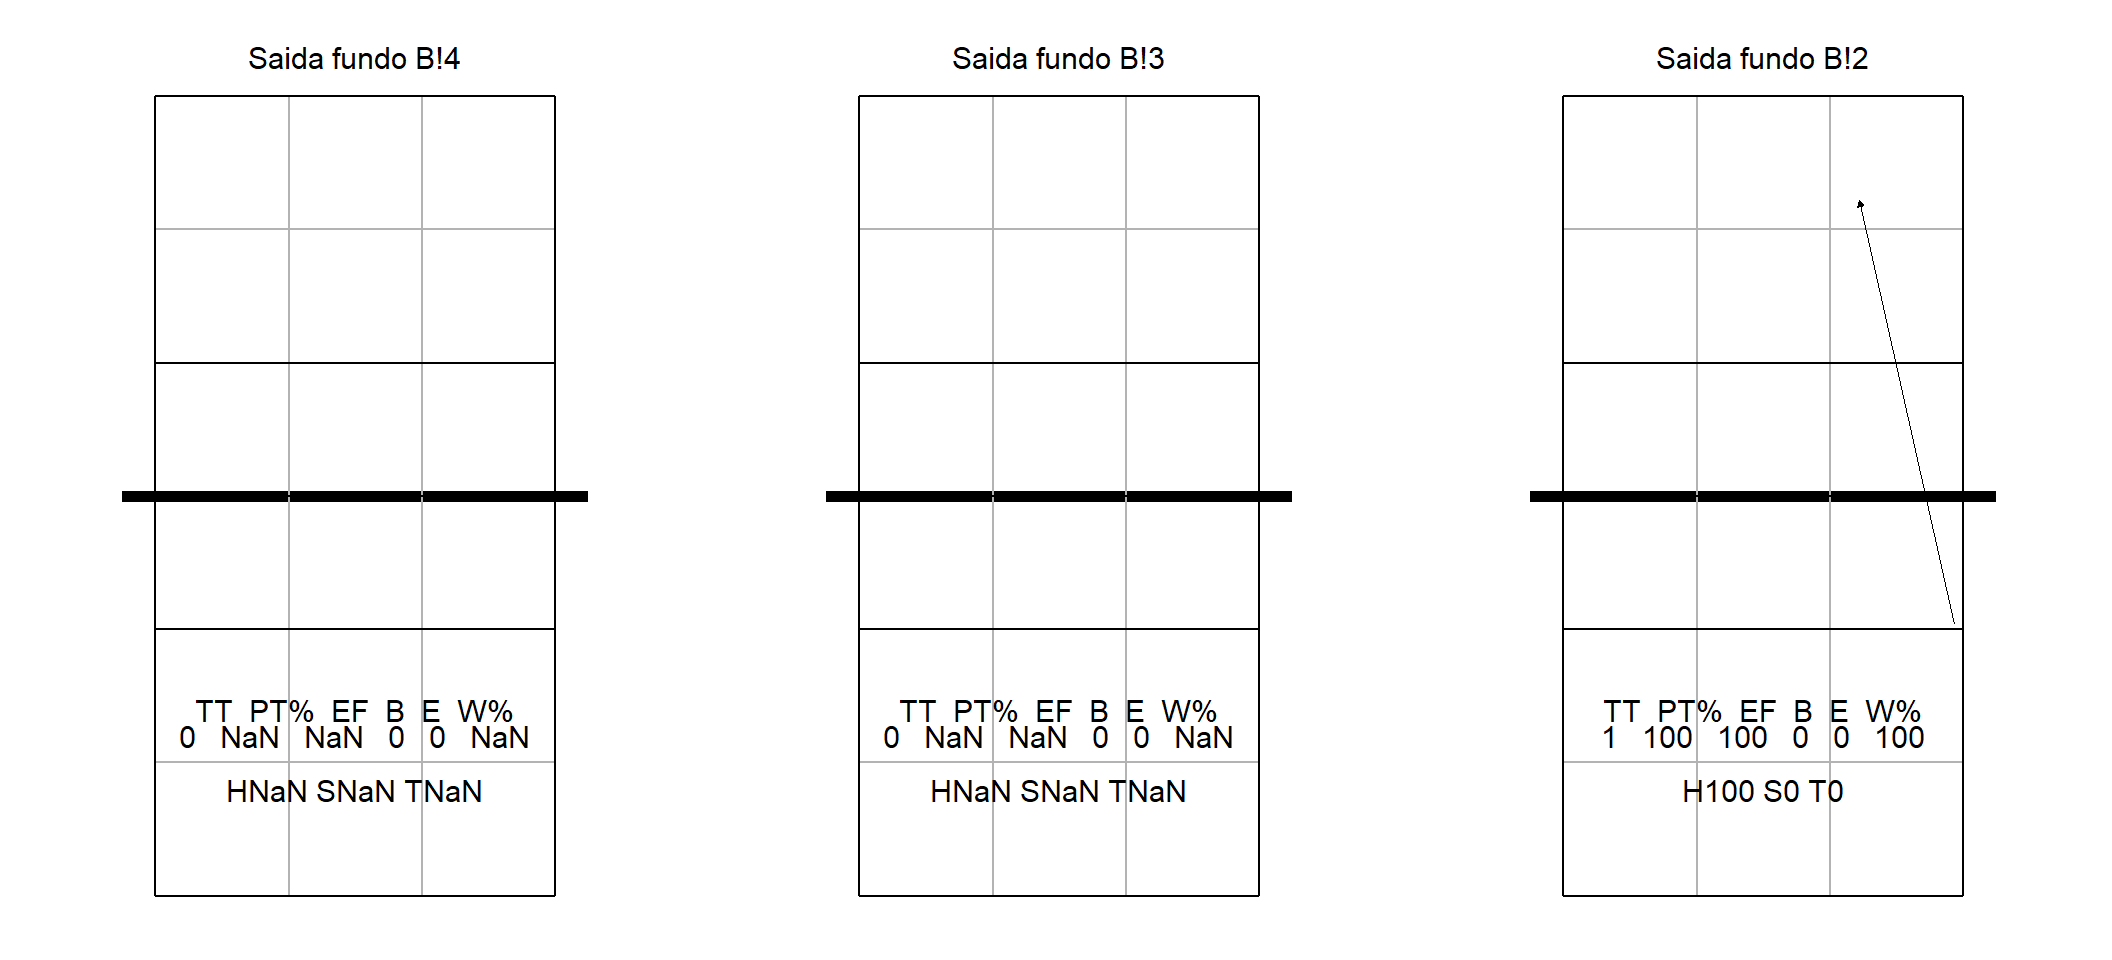 Saida fundo B!4
TT PT% EF B E W%
0 NaN NaN 0 0 NaN
HNaN SNaN TNaN
Saida fundo B!3
TT PT% EF B E W%
0 NaN NaN 0 0 NaN
HNaN SNaN TNaN
Saida fundo B!2
TT PT% EF B E W%
1 100 100 0 0 100
H100 S0 T0